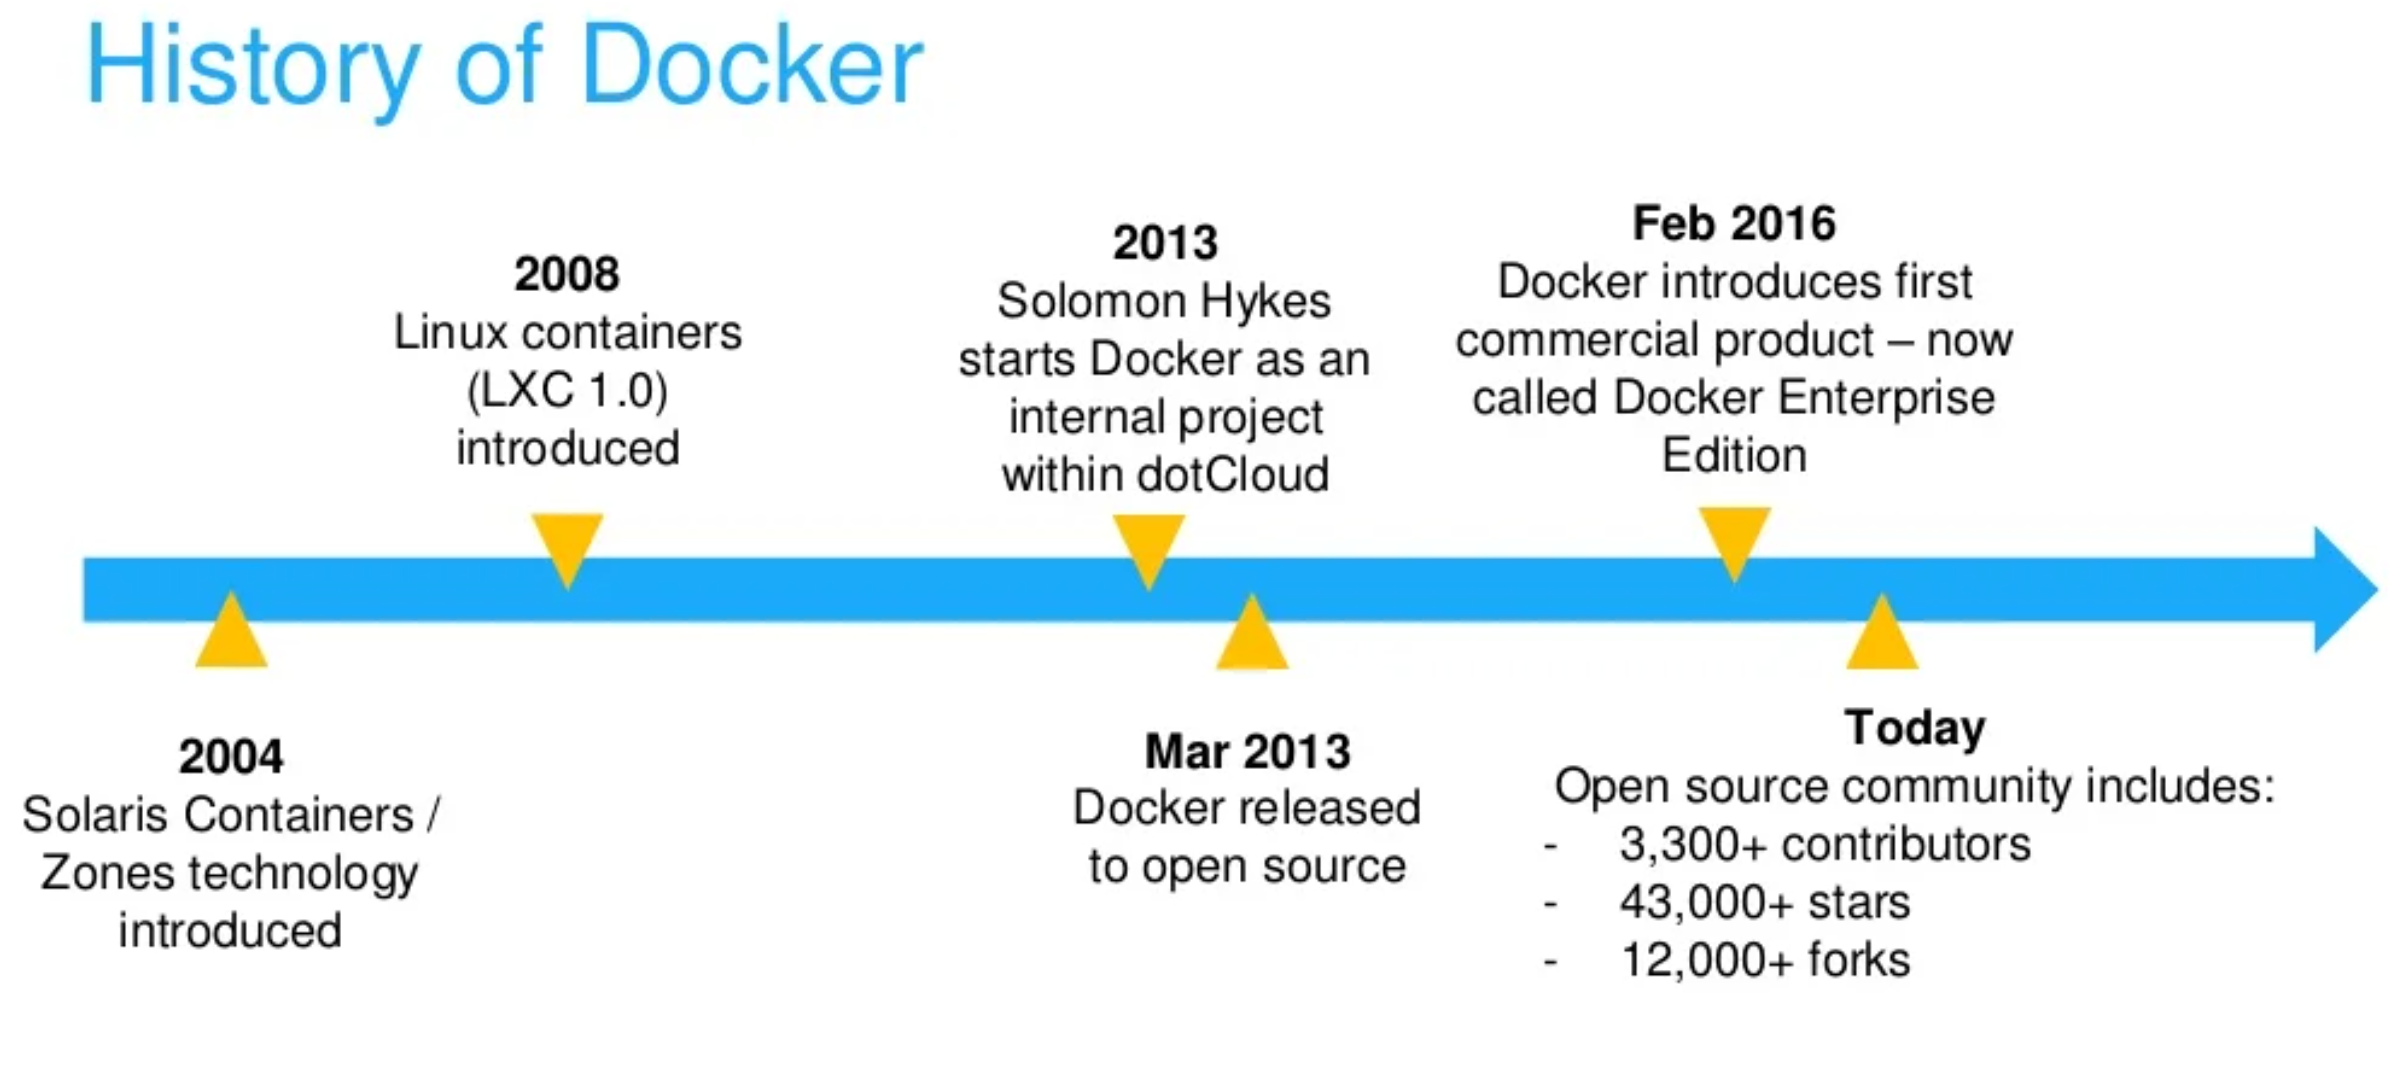 History of Docker
2008
Linux containers
(LXC 1.0)
introduced
2013
Solomon Hykes
starts Docker as an
internal project
within dotCloud
Feb 2016
Docker introduces first
commercial product – now
called Docker Enterprise
Edition
2004
Solaris Containers /
Zones technology
introduced
Mar 2013
Docker released
to open source
Today
Open source community includes:
- 3,300+ contributors
- 43,000+ stars
- 12,000+ forks